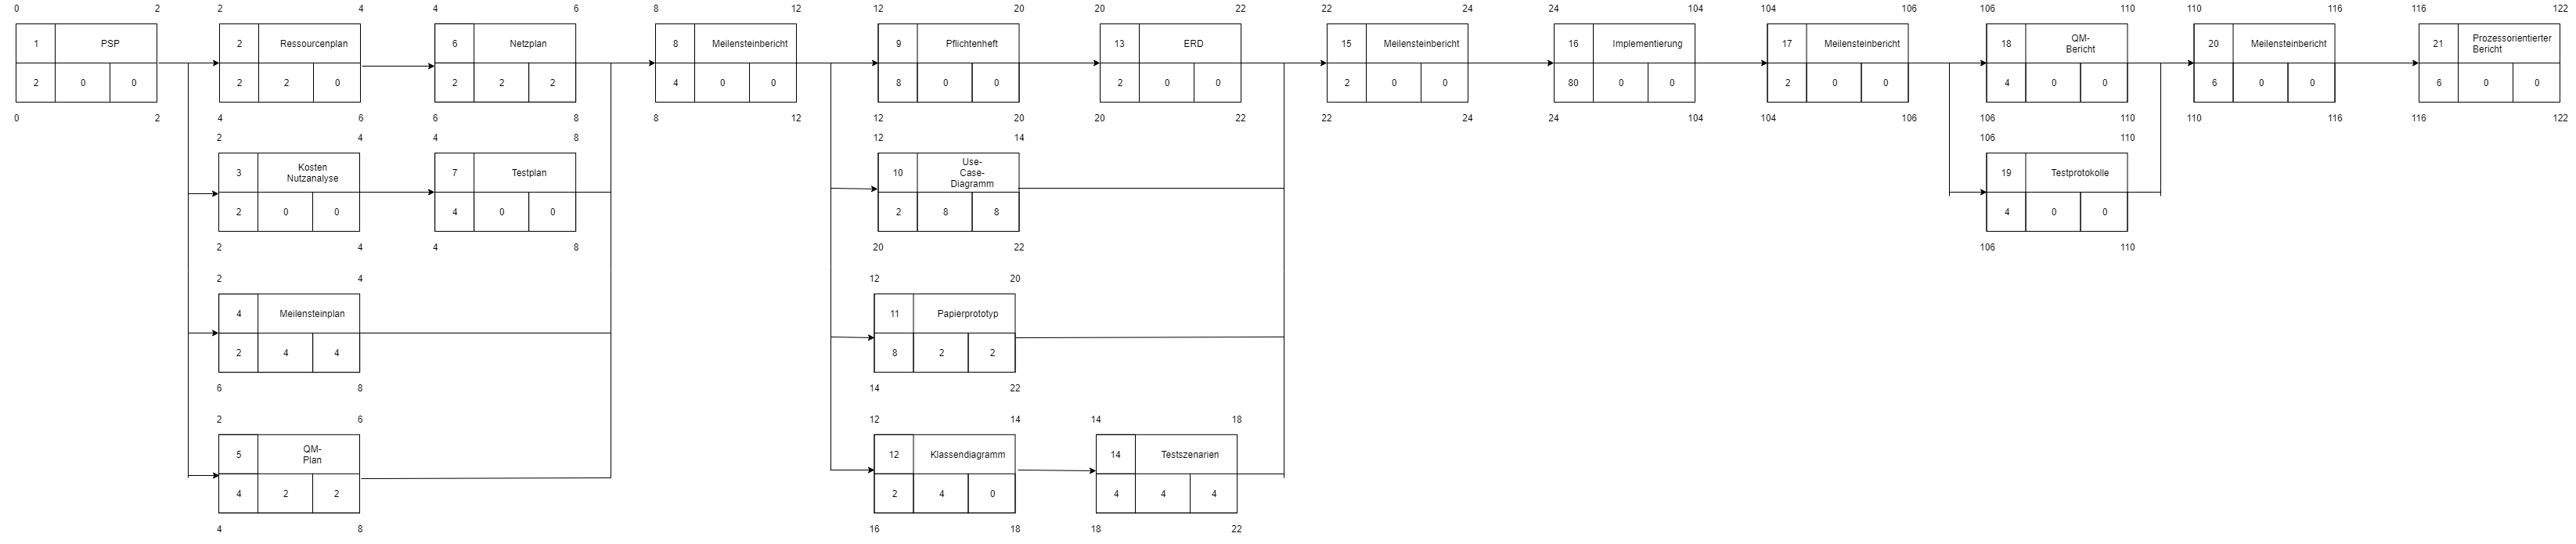 0 2 2 4 4 6 8 12 12 20 20 22 22 24 24 104 104 106 106 110 110 116 116 122
1 PSP 2 Ressourcenplan 6 Netzplan 8 Meilensteinbericht 9 Pflichtenheft 13 ERD 15 Meilensteinbericht 16 Implementierung 17 Meilensteinbericht 18 QM- 20 Meilensteinbericht 21 Prozessorientierter
Bericht Bericht
2 0 0 2 2 0 2 2 2 4 0 0 8 0 0 2 0 0 2 0 0 80 0 0 2 0 0 4 0 0 6 0 0 6 0 0
0 2 4 6 6 8 8 12 12 20 20 22 22 24 24 104 104 106 106 110 110 116 116 122
2 4 4 8 12 14 106 110
3 Kosten 7 Testplan 10 Use- 19 Testprotokolle
Nutzanalyse Case-
Diagramm
2 0 0 4 0 0 2 8 8 4 0 0
2 4 4 8 20 22 106 110
2 4 12 20
4 Meilensteinplan 11 Papierprototyp
2 4 4 8 2 2
6 8 14 22
2 6 12 14 14 18
5 QM- 12 Klassendiagramm 14 Testszenarien
Plan
4 2 2 2 4 0 4 4 4
4 8 16 18 18 22